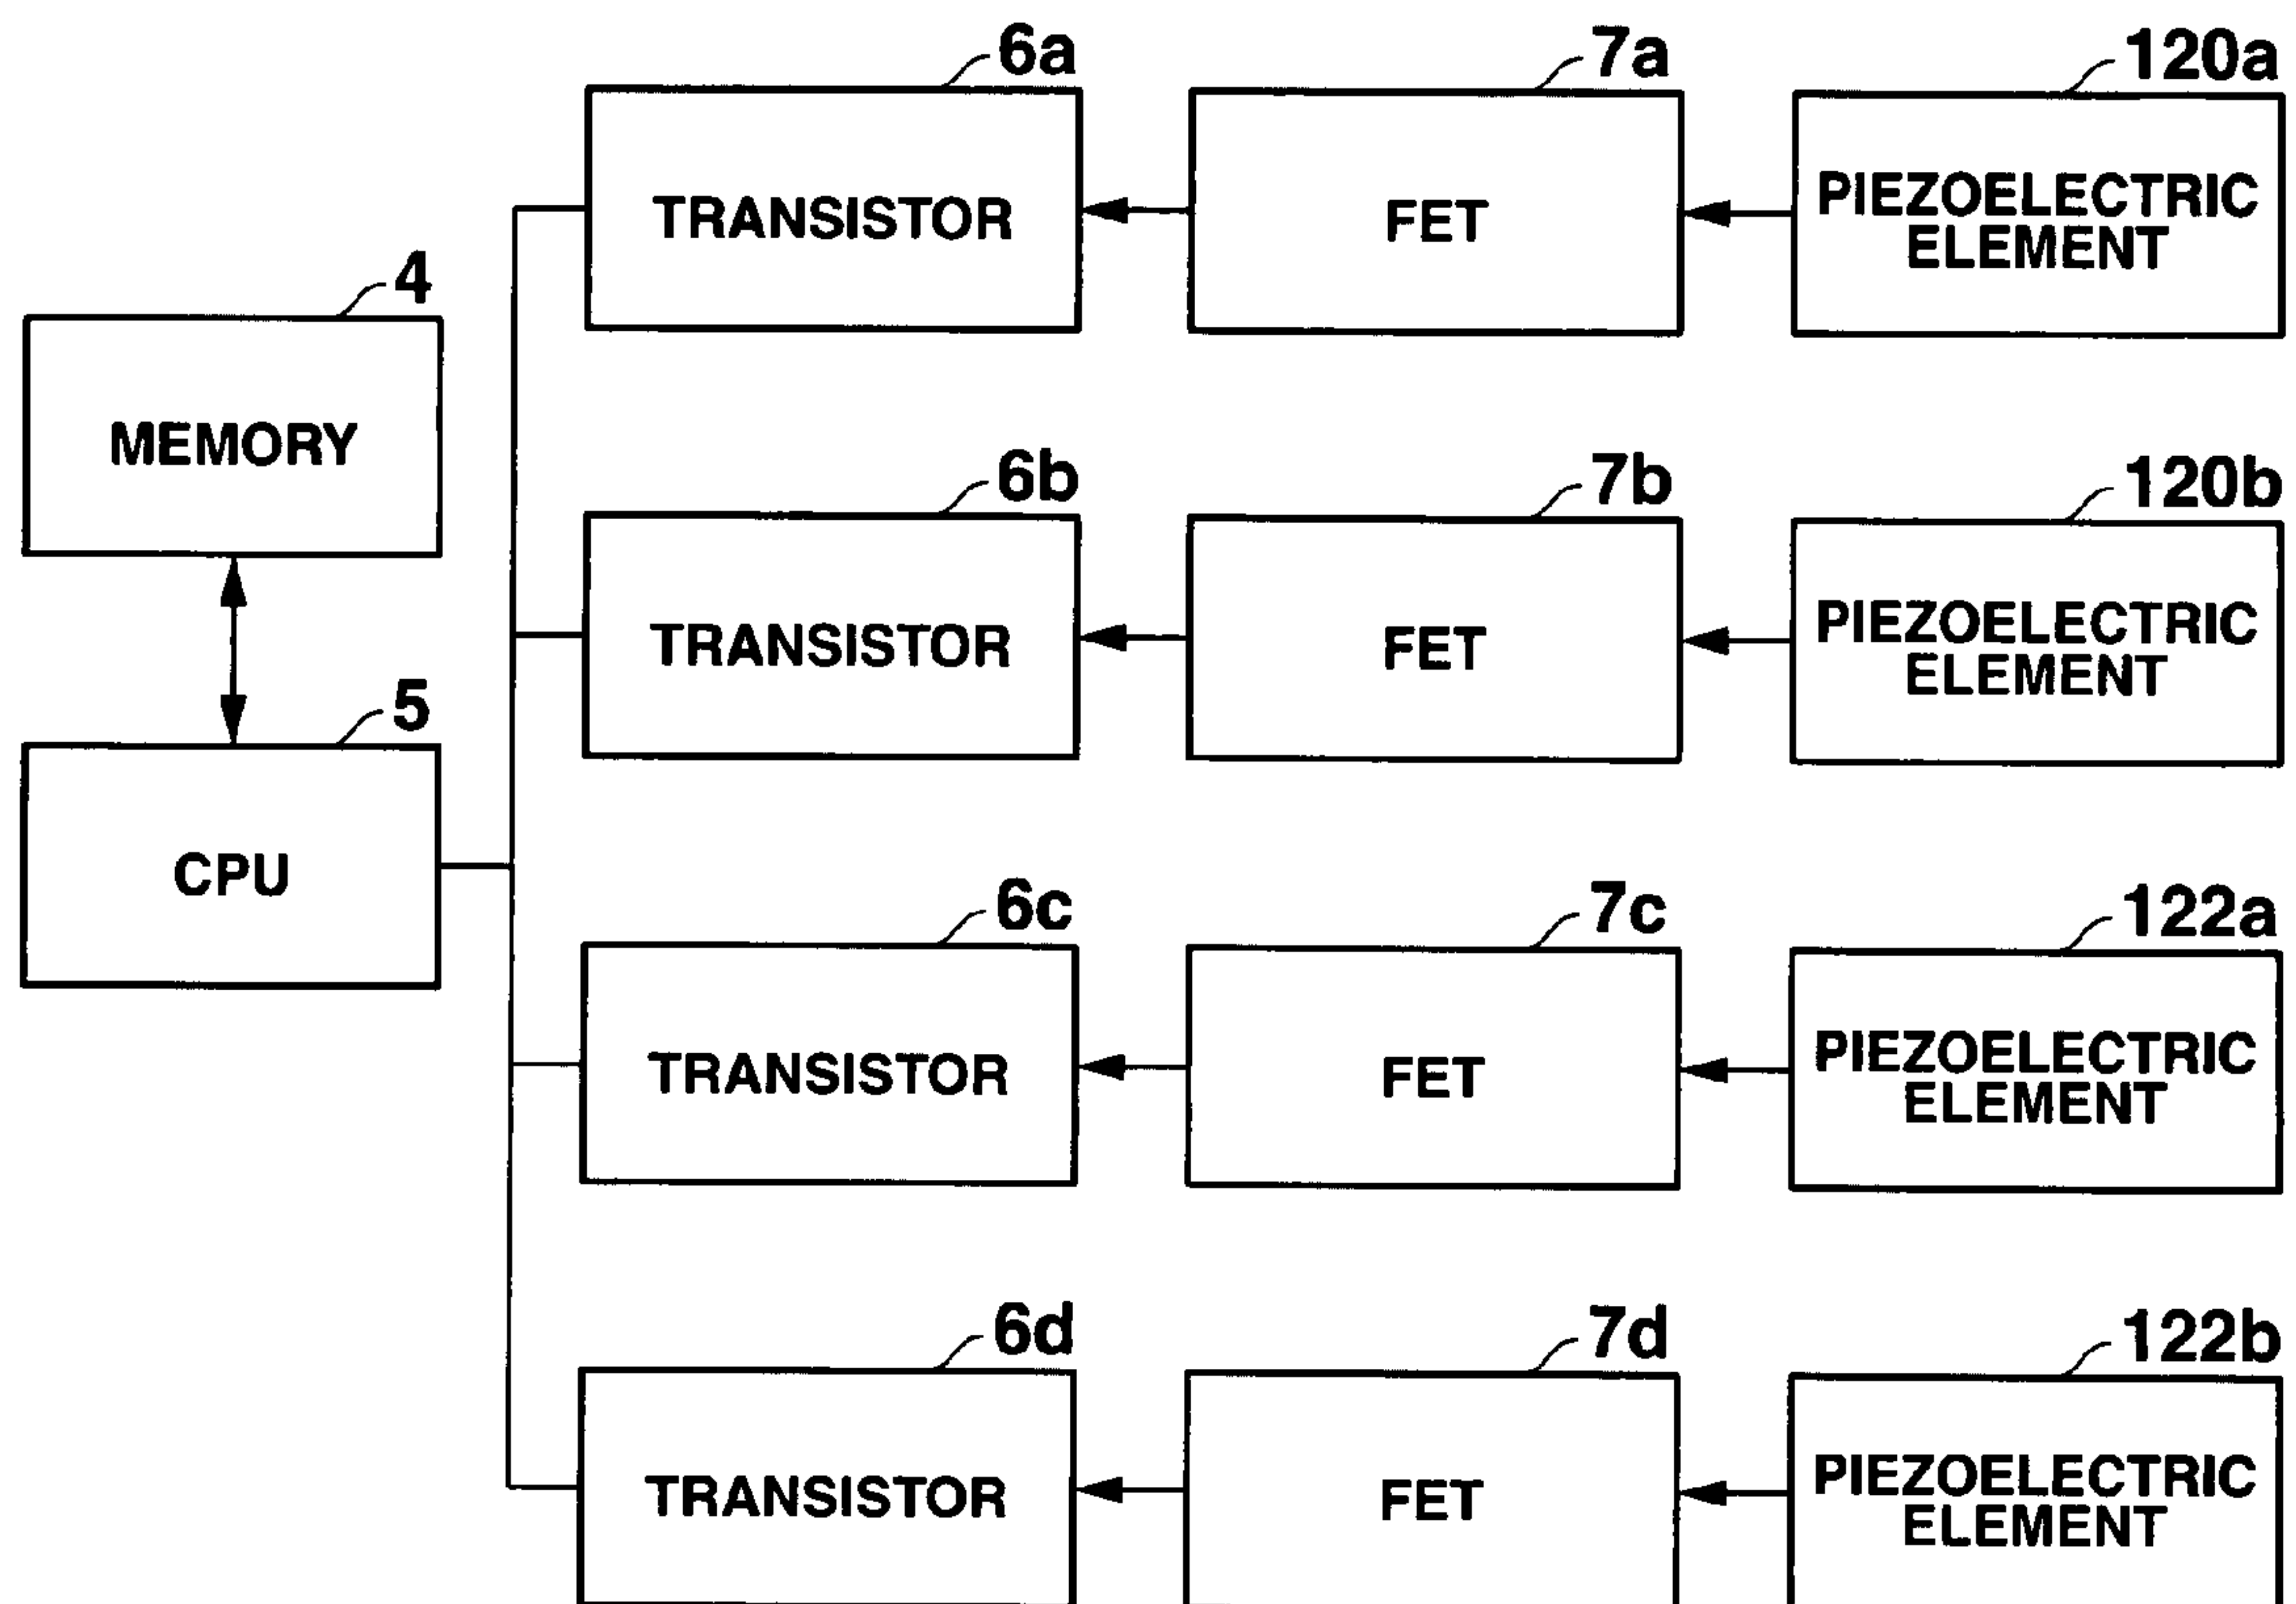 6a
7a
120a
TRANSISTOR
FET
PIEZOELECTRIC
ELEMENT
4
MEMORY
6b
7b
120b
TRANSISTOR
FET
PIEZOELECTRIC
ELEMENT
5
CPU
6c
7c
122a
TRANSISTOR
FET
PIEZOELECTRIC
ELEMENT
6d
7d
122b
TRANSISTOR
FET
PIEZOELECTRIC
ELEMENT